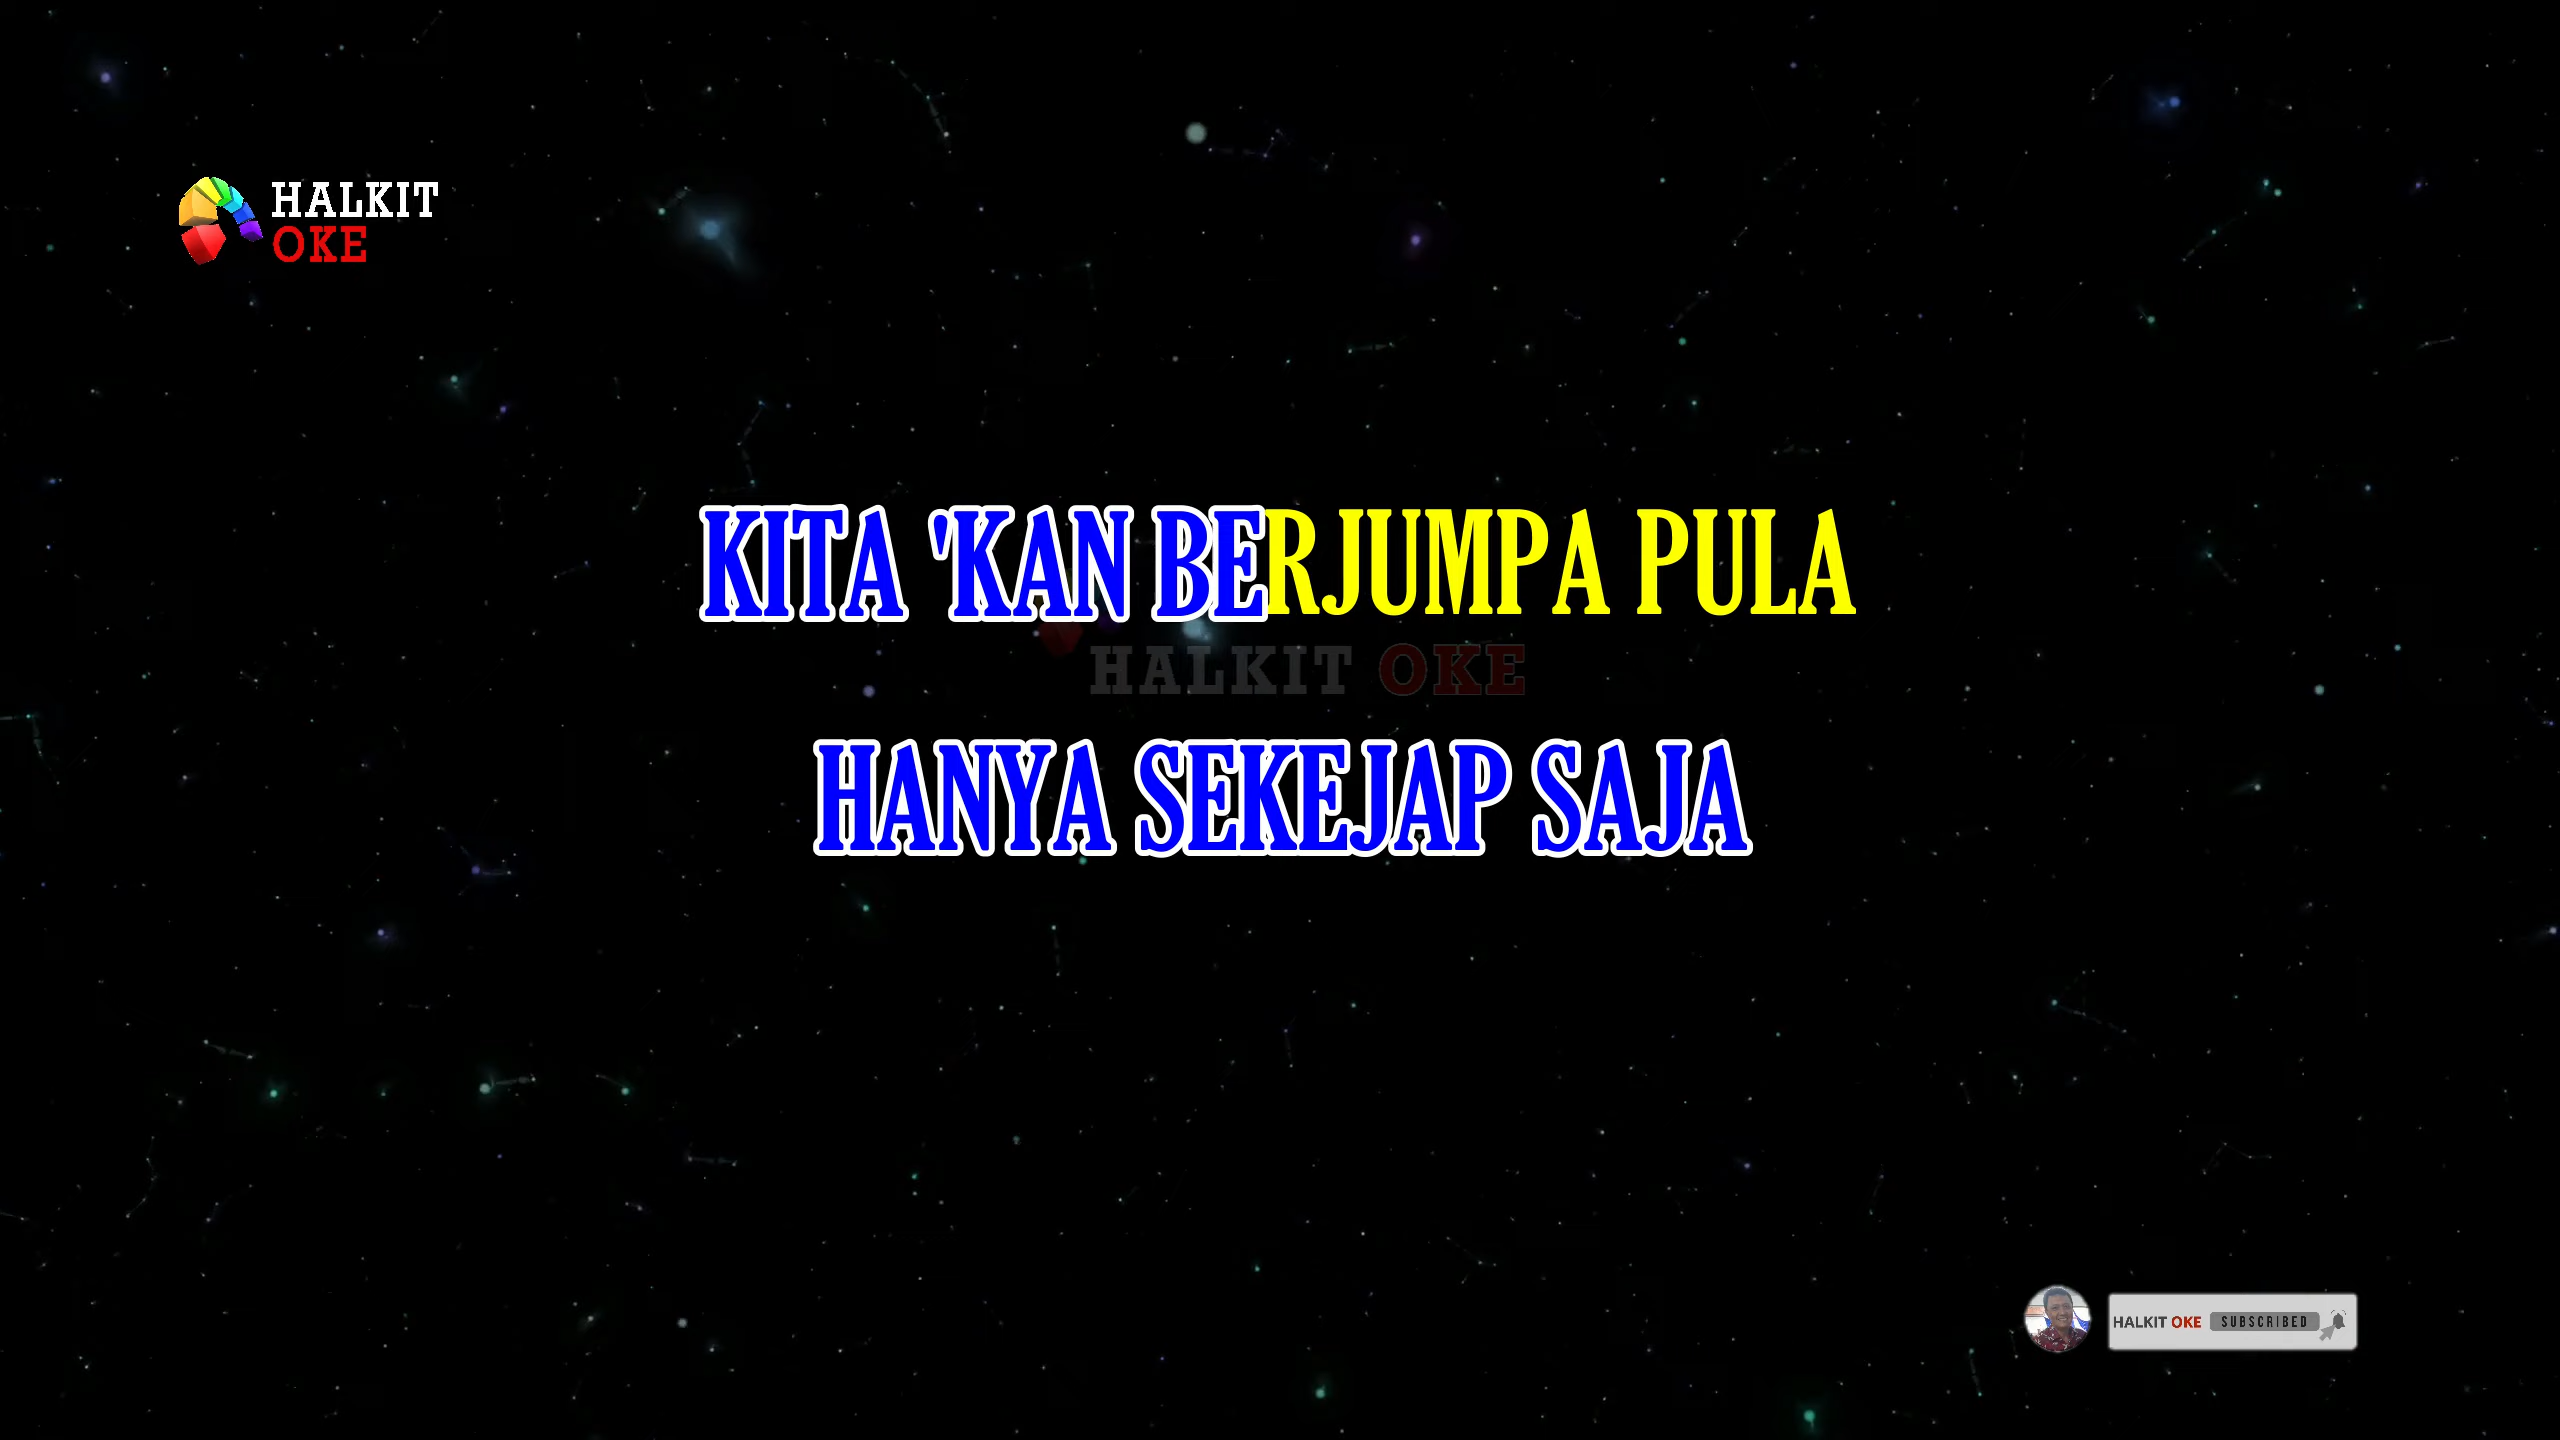 HALKIT
OKE
KITA 'KAN BERJUMPA PULA
HALKIT OKE
HANYA SEKEJAP SAJA
HALKIT OKE SUBSCRIBED